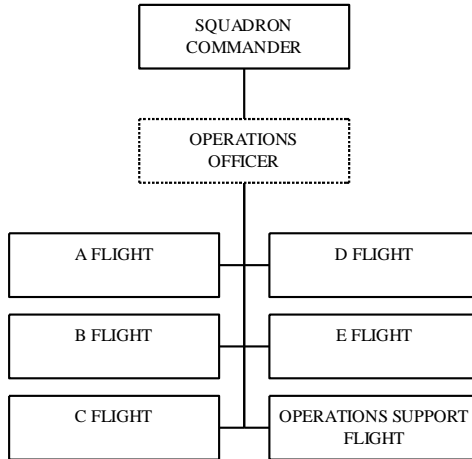 SQUADRON
COMMANDER
OPERATIONS
OFFICER
A FLIGHT
D FLIGHT
B FLIGHT
E FLIGHT
C FLIGHT
OPERATIONS SUPPORT
FLIGHT